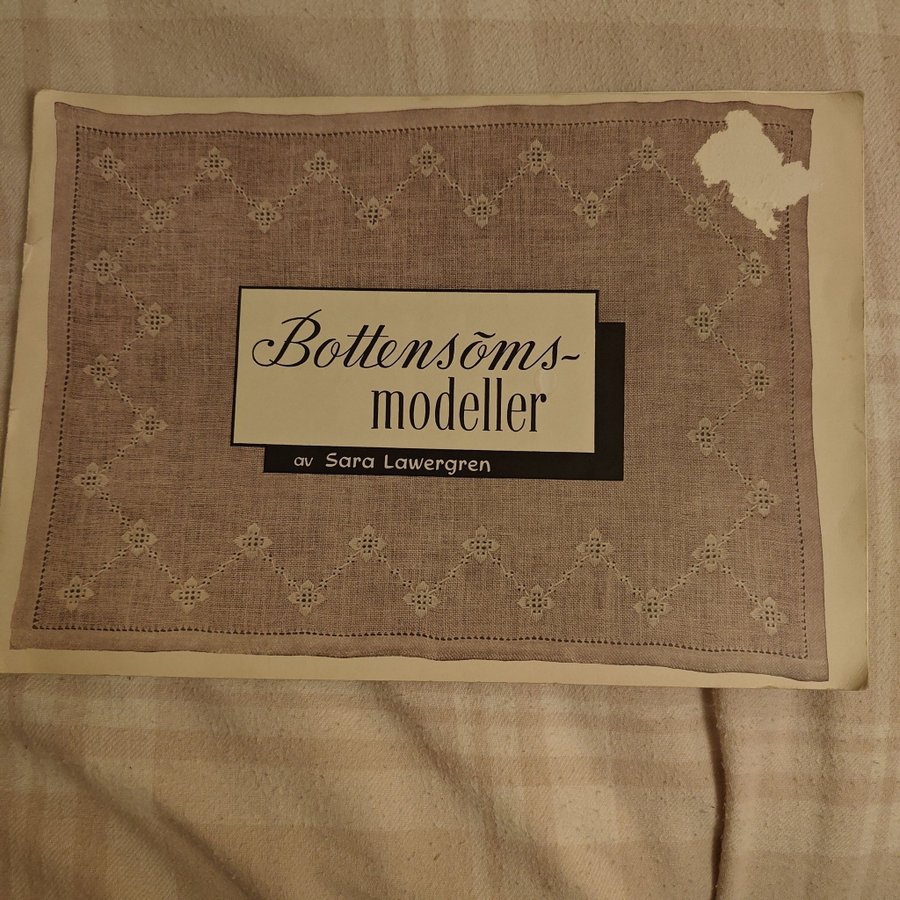 Bottensöms-
modeller
av Sara Lawergren